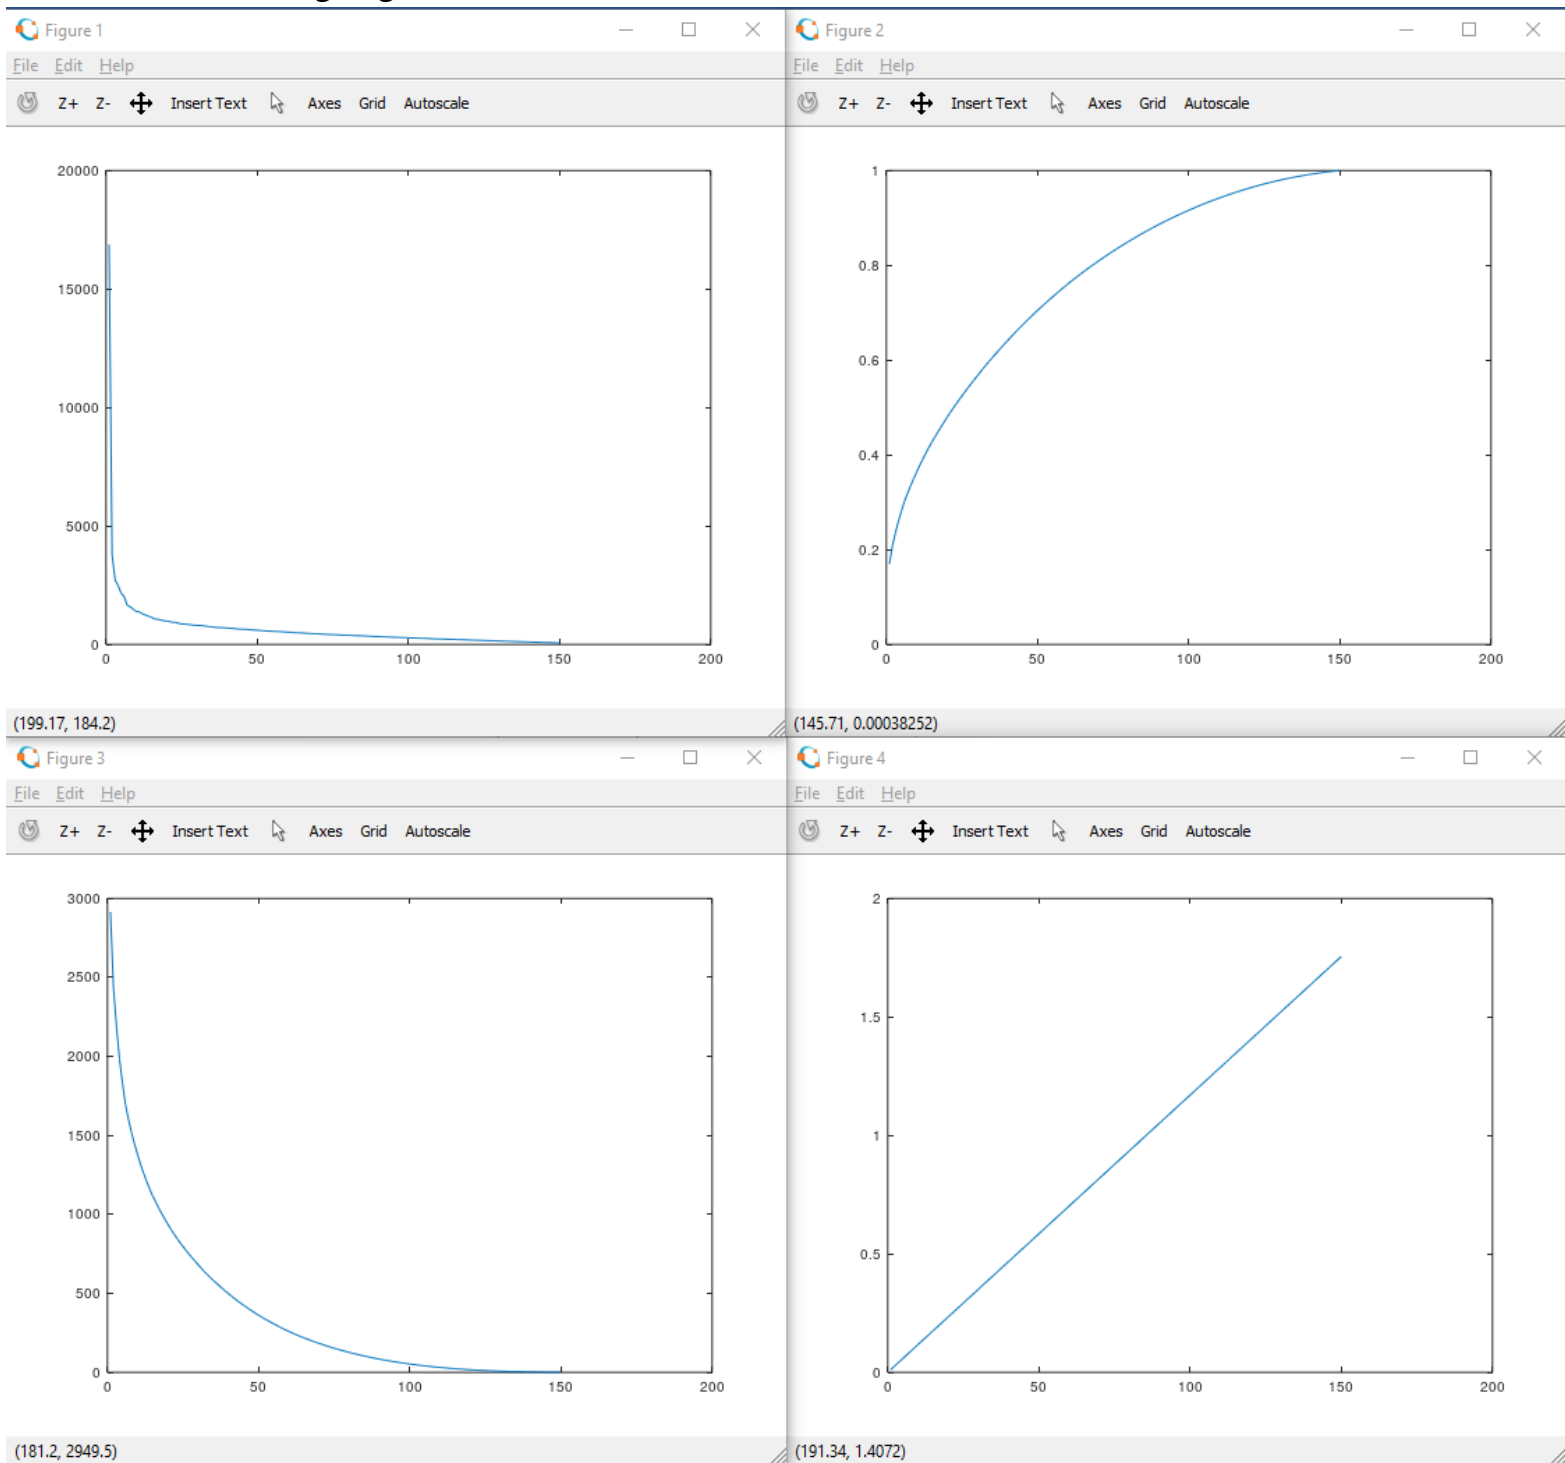 Figure 1
File Edit Help
Z+ Z- Insert Text Axes Grid Autoscale
20000
15000
10000
5000
0
0 50 100 150 200
(199.17, 184.2)
Figure 2
File Edit Help
Z+ Z- Insert Text Axes Grid Autoscale
1
0.8
0.6
0.4
0.2
0
0 50 100 150 200
(145.71, 0.00038252)
Figure 3
File Edit Help
Z+ Z- Insert Text Axes Grid Autoscale
3000
2500
2000
1500
1000
500
0
0 50 100 150 200
(181.2, 2949.5)
Figure 4
File Edit Help
Z+ Z- Insert Text Axes Grid Autoscale
2
1.5
1
0.5
0
0 50 100 150 200
(191.34, 1.4072)